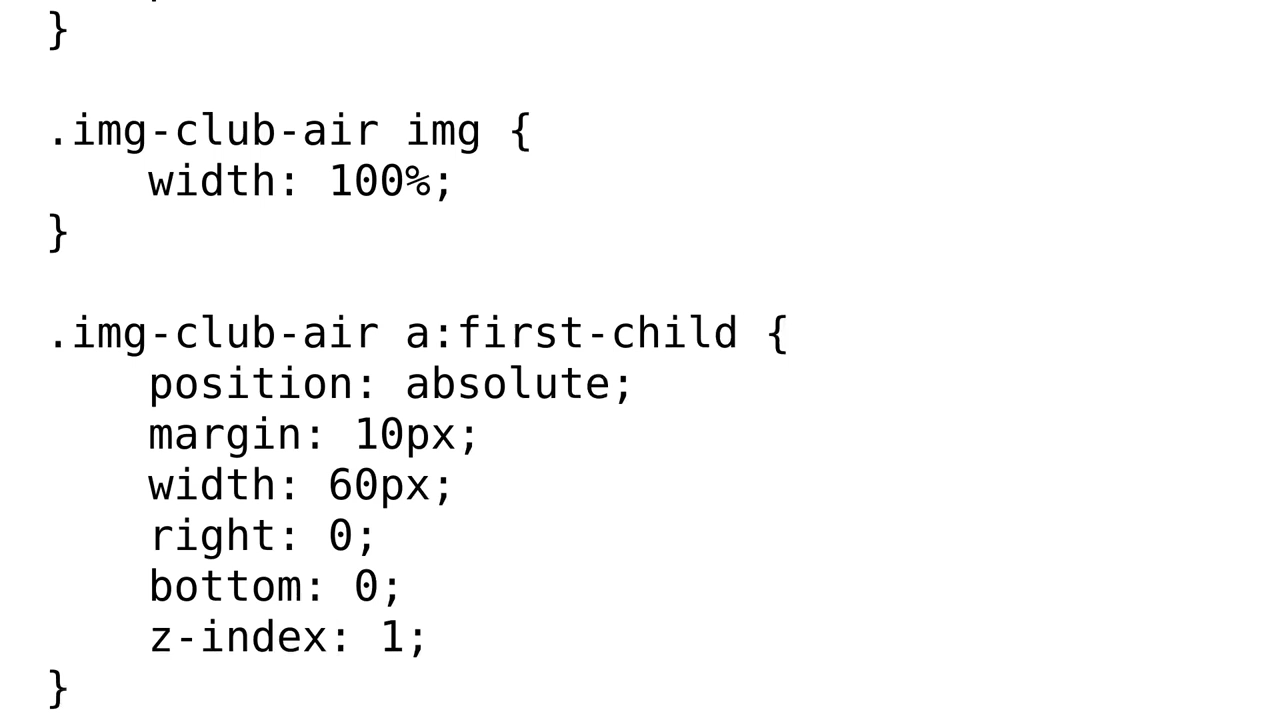 }

.img-club-air img {
    width: 100%;
}

.img-club-air a:first-child {
    position: absolute;
    margin: 10px;
    width: 60px;
    right: 0;
    bottom: 0;
    z-index: 1;
}